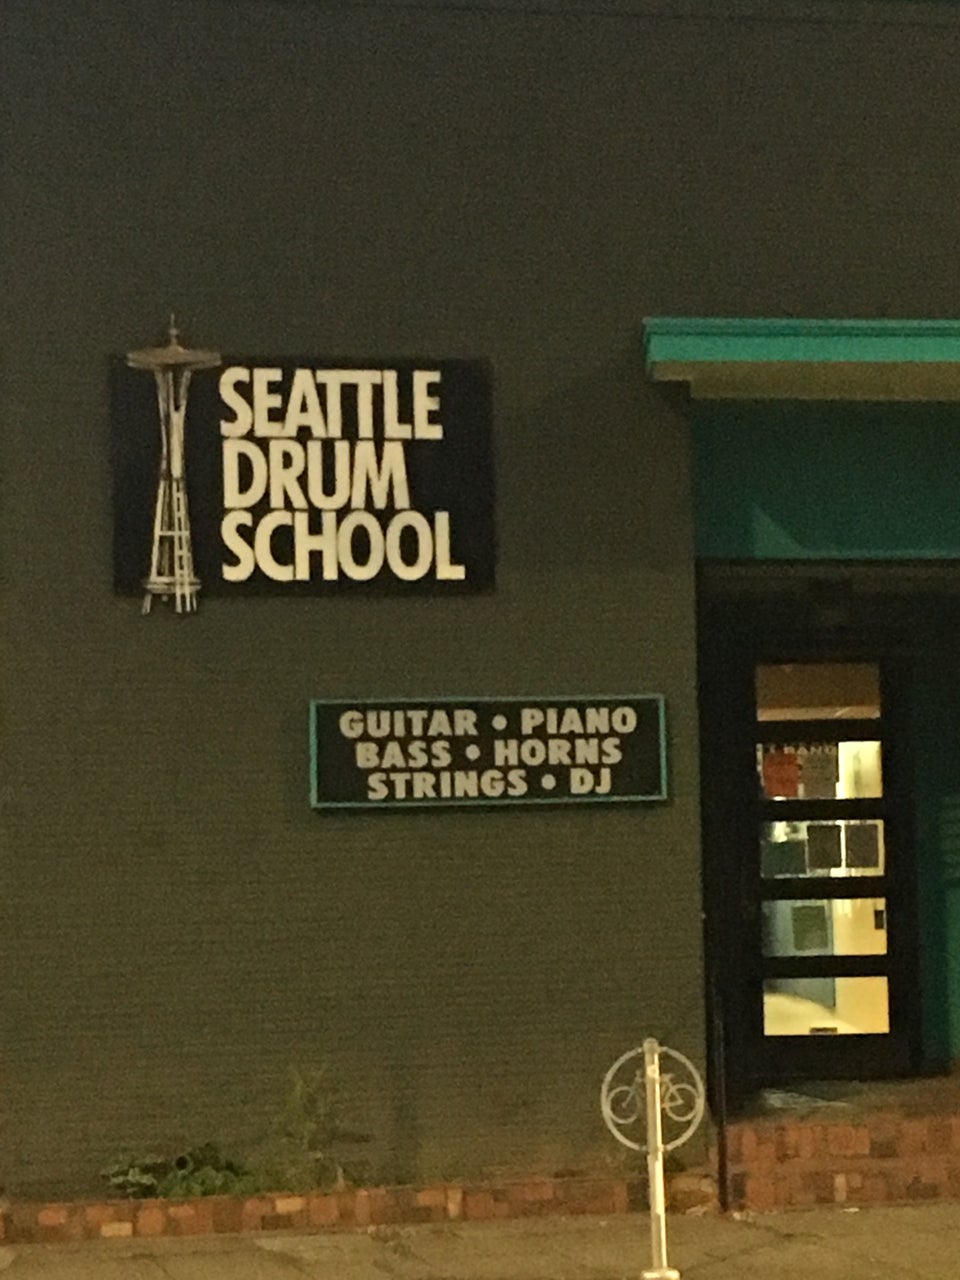 SEATTLE
DRUM
SCHOOL
GUITAR • PIANO
BASS • HORNS
STRINGS • DJ